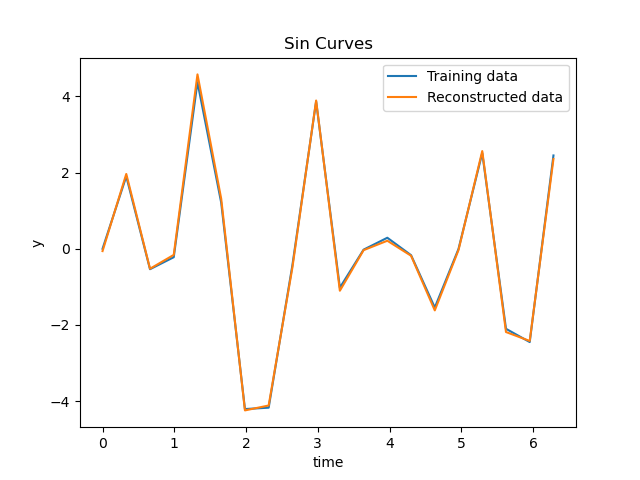 Sin Curves
Training data
Reconstructed data
4
2
0
−2
−4
y
0 1 2 3 4 5 6
time